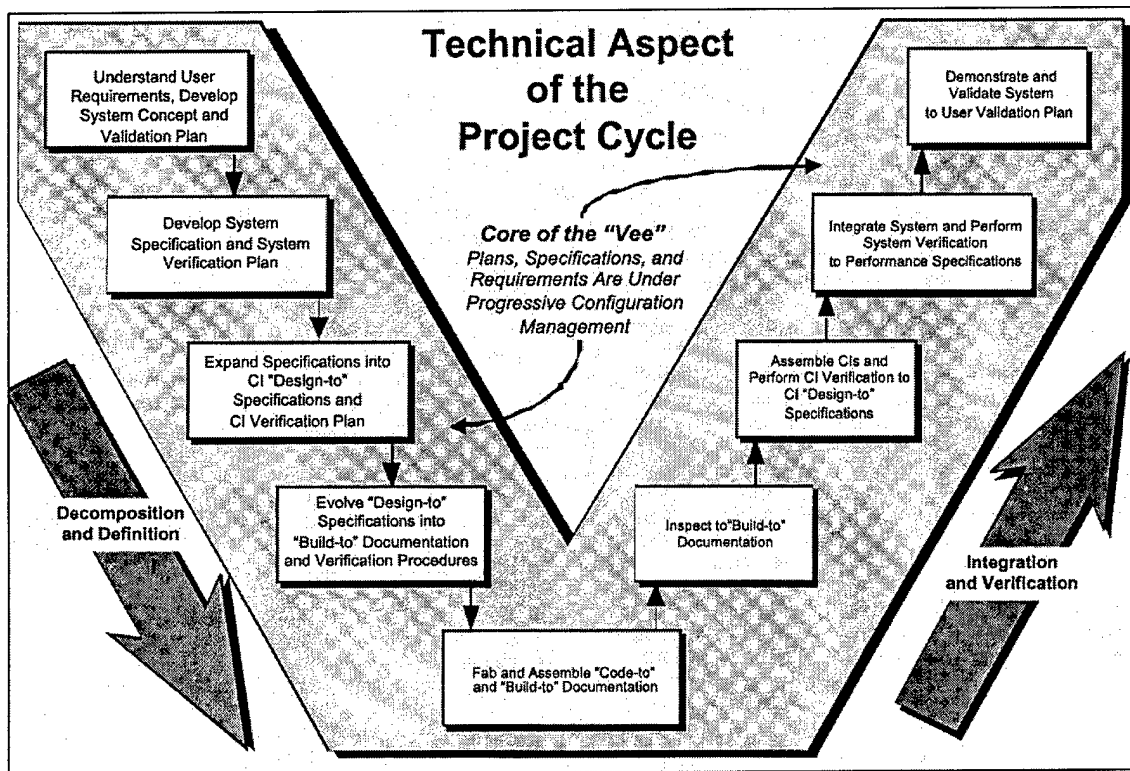 Technical Aspect
of the
Project Cycle
Understand User
Requirements, Develop
System Concept and
Validation Plan
Develop System
Specification and System
Verification Plan
Expand Specifications into
CI "Design-to"
Specifications and
CI Verification Plan
Evolve "Design-to"
Specifications into
"Build-to" Documentation
and Verification Procedures
Fab and Assemble "Code-to"
and "Build-to" Documentation
Inspect to"Build-to"
Documentation
Assemble CIs and
Perform CI Verification to
CI "Design-to"
Specifications
Integrate System and Perform
System Verification
to Performance Specifications
Demonstrate and
Validate System
to User Validation Plan
Core of the "Vee"
Plans, Specifications, and
Requirements Are Under
Progressive Configuration
Management
Decomposition
and Definition
Integration
and Verification